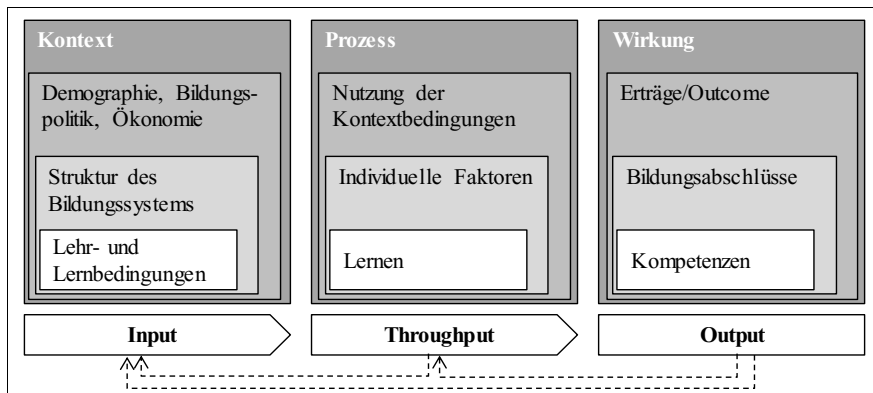 Kontext
Demographie, Bildungs-
politik, Ökonomie
Struktur des
Bildungssystems
Lehr- und
Lernbedingungen
Prozess
Nutzung der
Kontextbedingungen
Individuelle Faktoren
Lernen
Wirkung
Erträge/Outcome
Bildungsabschlüsse
Kompetenzen
Input
Throughput
Output